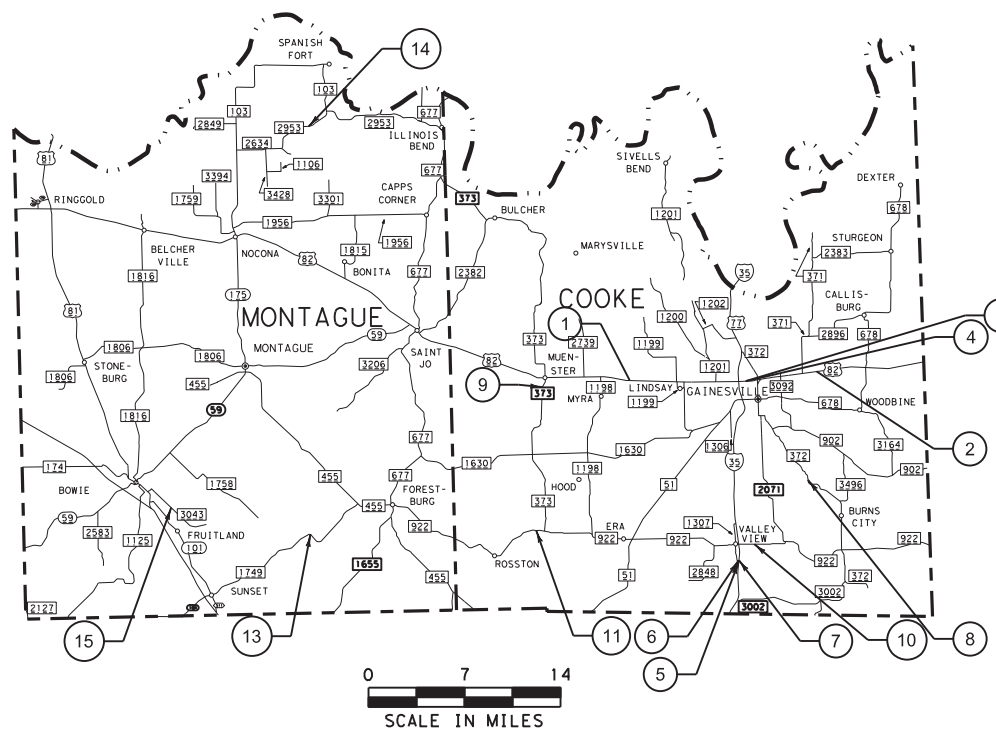 SPANISH
FORT
14
103
103
677
2849
2953
2953
81
2634
ILLINOIS
BEND
1106
SIVELLS
BEND
677
3394
DEXTER
CAPPS
CORNER
RINGGOLD
1759
3428
3301
373
678
1201
BULCHER
1956
STURGEON
1956
BELCHER
VILLE
NOCONA
82
1815
MARYSVILLE
2383
BONITA
677
2382
35
371
1816
CALLIS-
BURG
175
COOKE
1202
81
MONTAGUE
1
1200
77
371
2896
678
4
59
373
2739
1199
372
1806
1806
MONTAGUE
82
MUEN-
STER
STONE-
BURG
3206
SAINT
JO
1201
82
1806
455
9
373
1198
LINDSAY
GAINESVILLE
3092
MYRA
1199
678
WOODBINE
59
1816
677
902
3164
2
1306
1630
1630
372
35
174
677
1198
902
1758
455
51
3496
BOWIE
HOOD
2071
FOREST-
BURG
455
373
59
3043
BURNS
CITY
2583
FRUITLAND
922
ERA
1307
VALLEY
VIEW
1125
101
922
922
922
922
1655
ROSSTON
1749
2848
455
51
372
SUNSET
3002
2127
3002
15
13
11
6
7
10
8
5
0 7 14
SCALE IN MILES